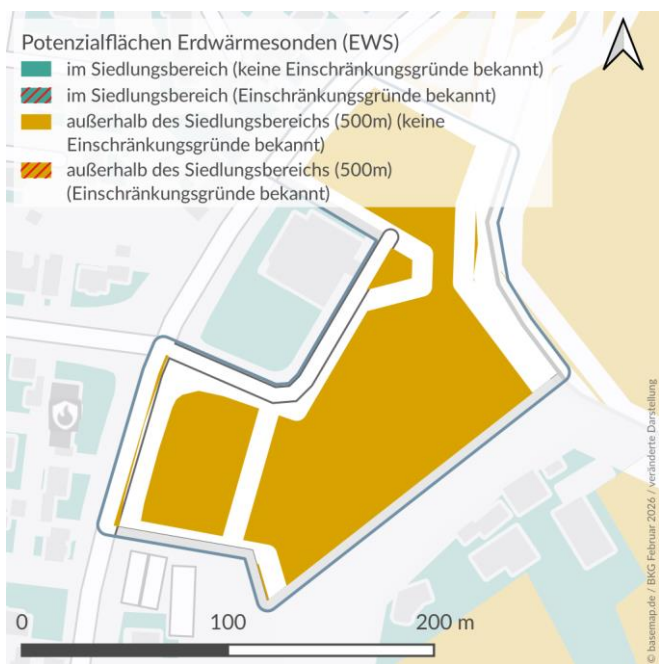 Potenzialflächen Erdwärmesonden (EWS)
im Siedlungsbereich (keine Einschränkungsgründe bekannt)
im Siedlungsbereich (Einschränkungsgründe bekannt)
außerhalb des Siedlungsbereichs (500m) (keine
Einschränkungsgründe bekannt)
außerhalb des Siedlungsbereichs (500m)
(Einschränkungsgründe bekannt)
0 100 200 m
© basemap.de / BKG Februar 2026 / veränderte Darstellung